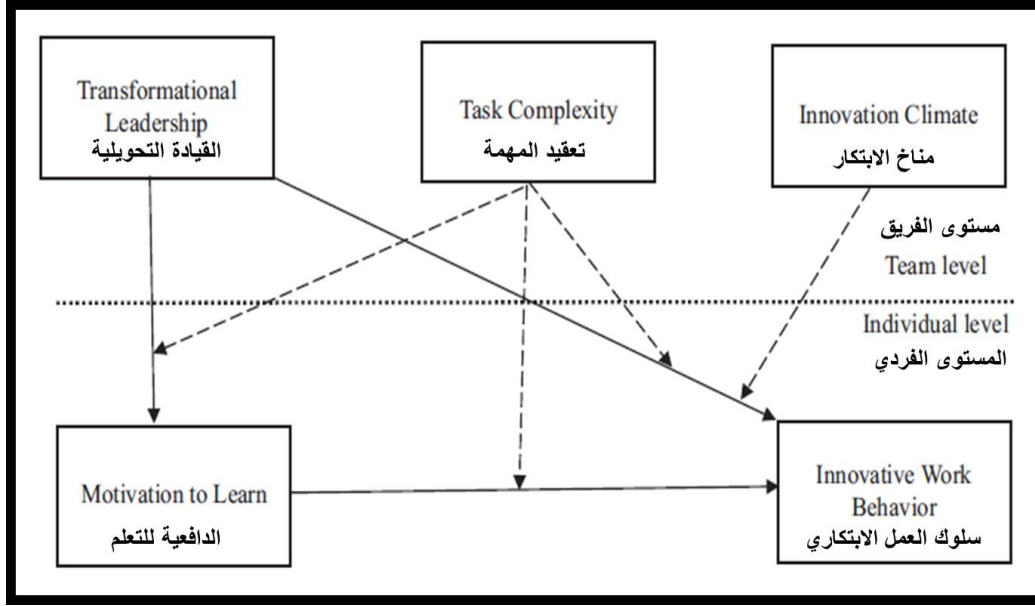 Transformational
Leadership
القيادة التحويلية
Task Complexity
تعقيد المهمة
Innovation Climate
مناخ الابتكار
مستوى الفريق
Team level
Individual level
المستوى الفردي
Motivation to Learn
الدافعية للتعلم
Innovative Work
Behavior
سلوك العمل الابتكاري